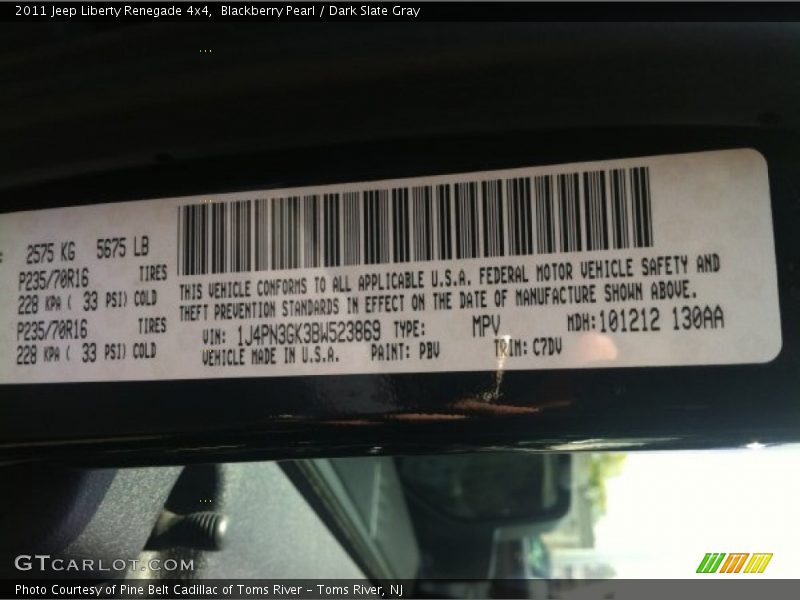 2011 Jeep Liberty Renegade 4x4,  Blackberry Pearl / Dark Slate Gray
2575 KG 5675 LB
P235/70R16 TIRES
228 KPA ( 33 PSI) COLD
P235/70R16 TIRES
228 KPA ( 33 PSI) COLD
THIS VEHICLE CONFORMS TO ALL APPLICABLE U.S.A. FEDERAL MOTOR VEHICLE SAFETY AND
THEFT PREVENTION STANDARDS IN EFFECT ON THE DATE OF MANUFACTURE SHOWN ABOVE.
VIN: 1J4PN3GK3BW523869 TYPE: MPV MDH:101212 130AA
VEHICLE MADE IN U.S.A. PAINT: PBV TRIM: C7DV
GTCARLOT.COM
Photo Courtesy of Pine Belt Cadillac of Toms River – Toms River, NJ